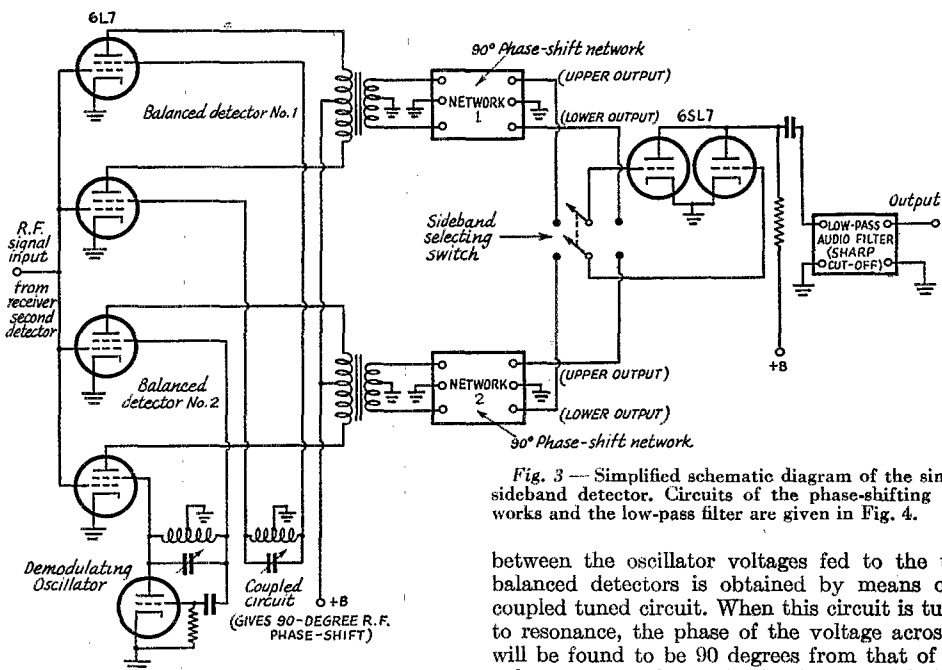 6L7
Balanced detector No.1
R.F.
signal
input
from
receiver
second
detector
Balanced
detector No.2
Demodulating
Oscillator
Coupled
circuit
(GIVES 90-DEGREE R.F.
PHASE-SHIFT)
+B
90° Phase-shift network
NETWORK
1
(UPPER OUTPUT)
(LOWER OUTPUT)
6SL7
Sideband
selecting
switch
Output
LOW-PASS
AUDIO FILTER
(SHARP
CUT-OFF)
+B
NETWORK
2
(UPPER OUTPUT)
(LOWER OUTPUT)
90° Phase-shift network
Fig. 3 — Simplified schematic diagram of the sin
sideband detector. Circuits of the phase-shifting
works and the low-pass filter are given in Fig. 4.
between the oscillator voltages fed to the
balanced detectors is obtained by means o
coupled tuned circuit. When this circuit is tu
to resonance, the phase of the voltage acros
will be found to be 90 degrees from that of